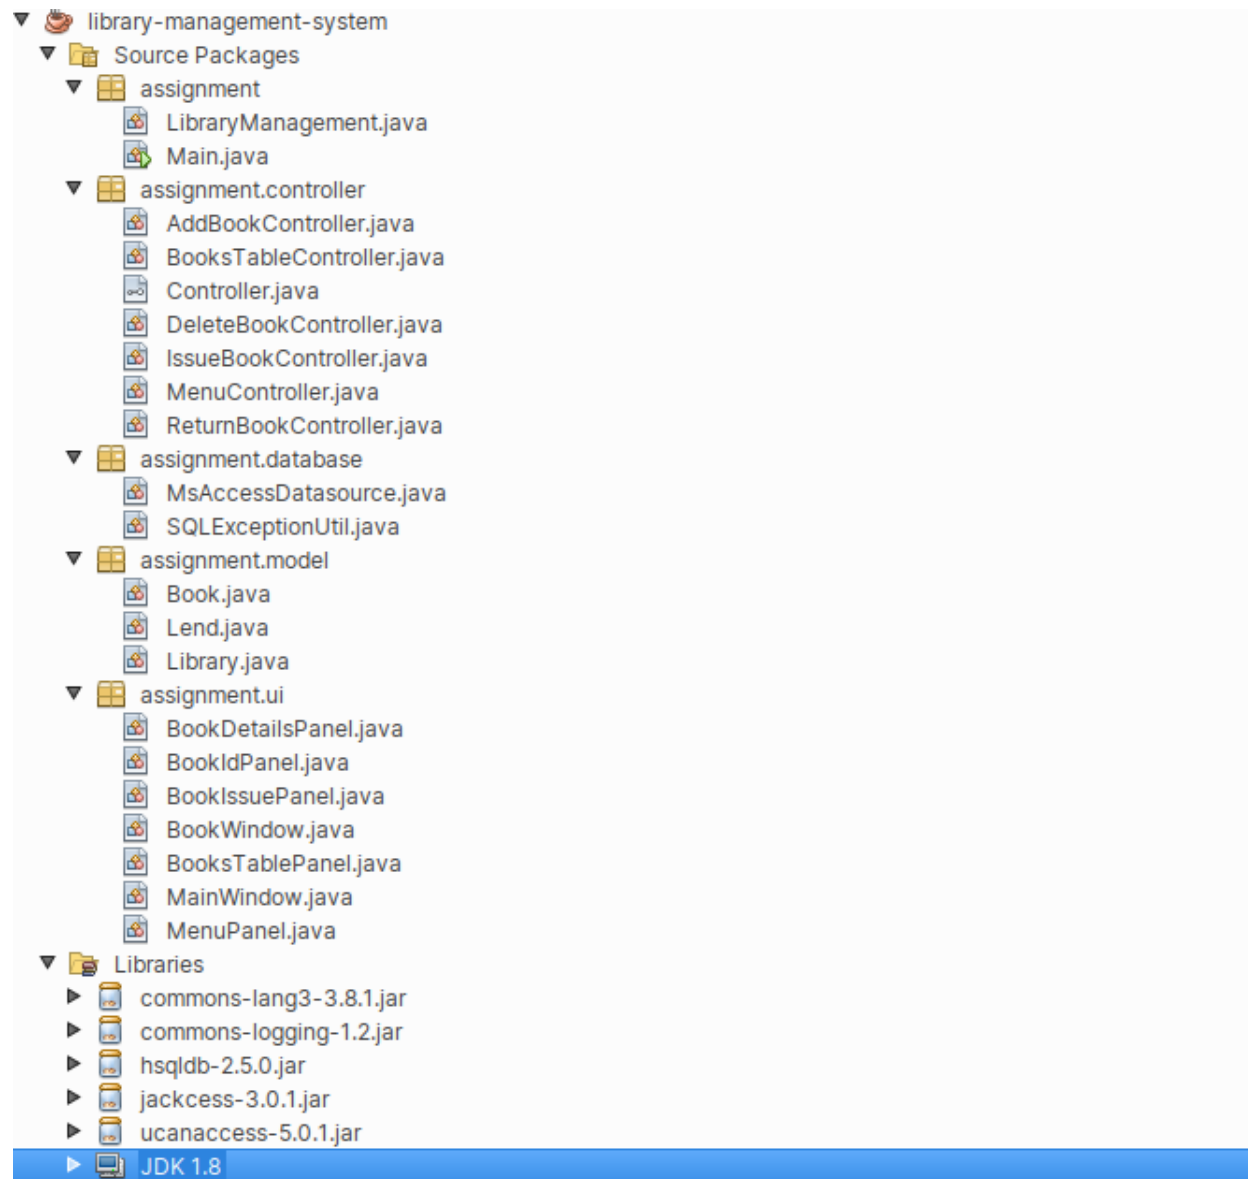 library-management-system
Source Packages
assignment
LibraryManagement.java
Main.java
assignment.controller
AddBookController.java
BooksTableController.java
Controller.java
DeleteBookController.java
IssueBookController.java
MenuController.java
ReturnBookController.java
assignment.database
MsAccessDatasource.java
SQLExceptionUtil.java
assignment.model
Book.java
Lend.java
Library.java
assignment.ui
BookDetailsPanel.java
BookIdPanel.java
BookIssuePanel.java
BookWindow.java
BooksTablePanel.java
MainWindow.java
MenuPanel.java
Libraries
commons-lang3-3.8.1.jar
commons-logging-1.2.jar
hsqldb-2.5.0.jar
jackcess-3.0.1.jar
ucanaccess-5.0.1.jar
JDK 1.8